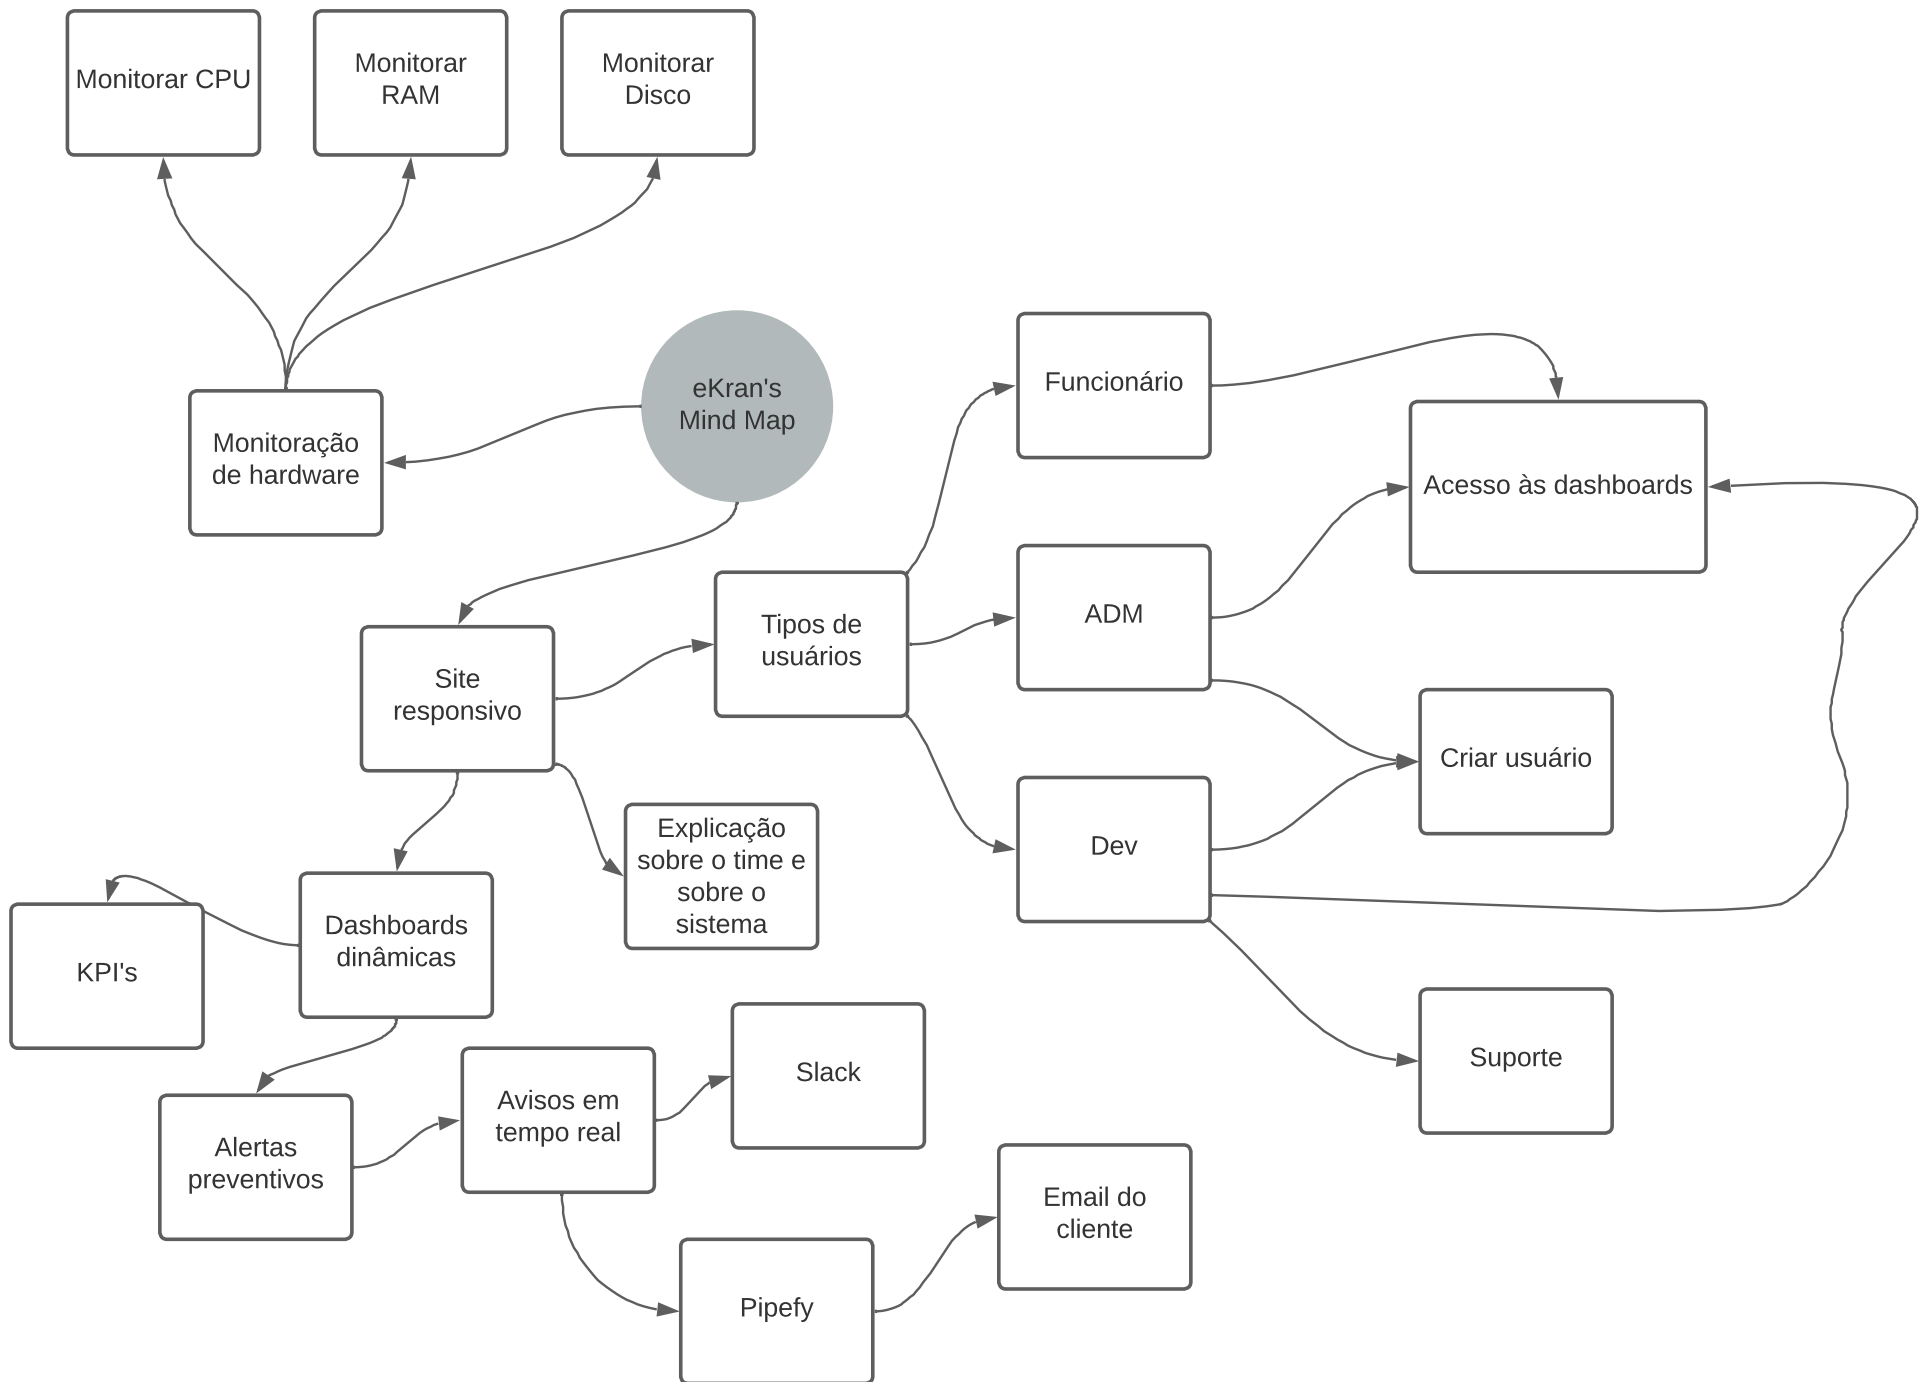 Monitorar CPU
Monitorar
RAM
Monitorar
Disco
eKran's
Mind Map
Monitoração
de hardware
Funcionário
Acesso às dashboards
ADM
Tipos de
usuários
Site
responsivo
Criar usuário
Dev
Explicação
sobre o time e
sobre o
sistema
Dashboards
dinâmicas
KPI's
Suporte
Slack
Avisos em
tempo real
Alertas
preventivos
Email do
cliente
Pipefy